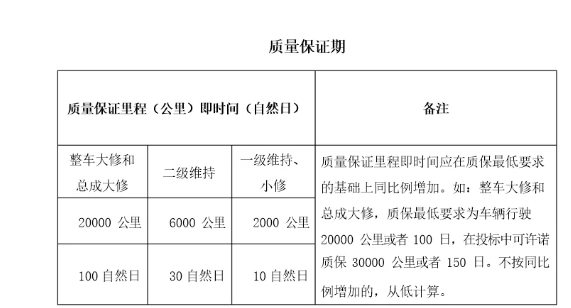 质量保证期
质量保证里程（公里）即时间（自然日）
备注
整车大修和
总成大修
二级维持
一级维持、
小修
20000 公里
6000 公里
2000 公里
100 自然日
30 自然日
10 自然日
质量保证里程即时间应在质保最低要求
的基础上同比例增加。如：整车大修和
总成大修，质保最低要求为车辆行驶
20000 公里或者 100 日，在投标中可许诺
质保 30000 公里或者 150 日。不按同比
例增加的，从低计算。